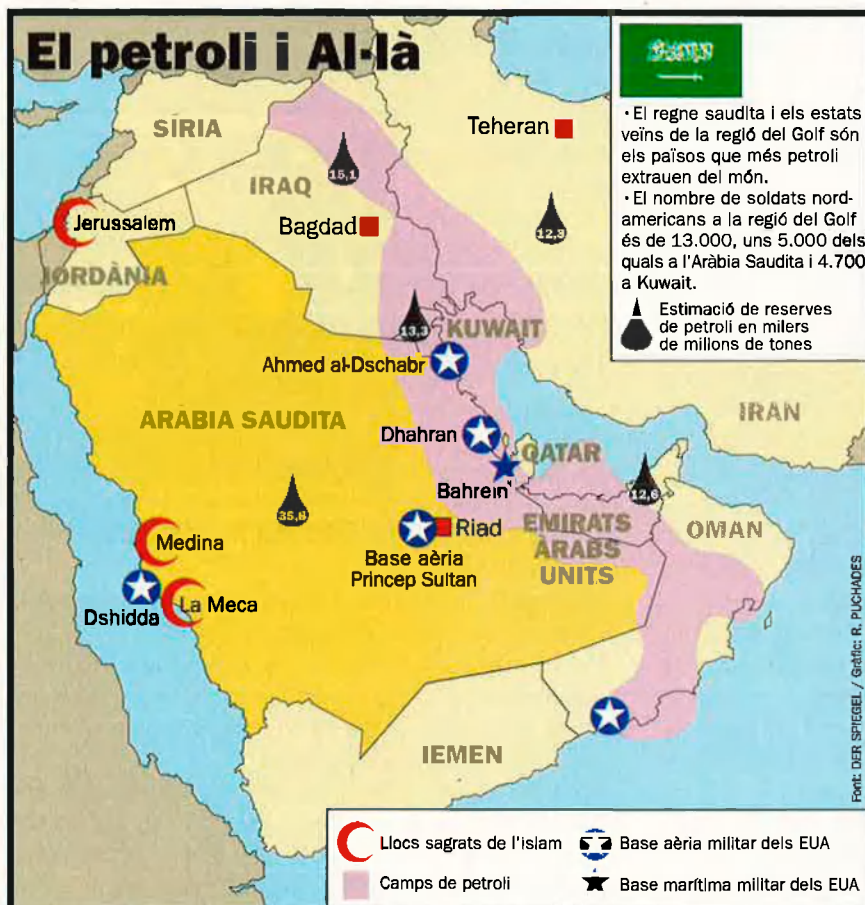 El petroli i Al·là
· El regne saudita i els estats
veïns de la regió del Golf són
els països que més petroli
extrauen del món.
· El nombre de soldats nord-
americans a la regió del Golf
és de 13.000, uns 5.000 dels
quals a l'Aràbia Saudita i 4.700
a Kuwait.
Estimació de reserves
de petroli en milers
de milions de tones
SÍRIA
Teheran
15,1
IRAQ
Jerussalem
Bagdad
12,3
JORDÀNIA
13,3
KUWAIT
Ahmed al-Dschabr
ARÀBIA SAUDITA
IRAN
Dhahran
QATAR
Bahrein
12,6
35,8
Riad
EMIRATS
ÀRABS
UNITS
OMAN
Medina
Base aèria
Príncep Sultan
La Meca
Dshidda
IEMEN
Font: DER SPIEGEL / Gràfic: R. PUCHADES
Llocs sagrats de l'islam
Base aèria militar dels EUA
Camps de petroli
Base marítima militar dels EUA